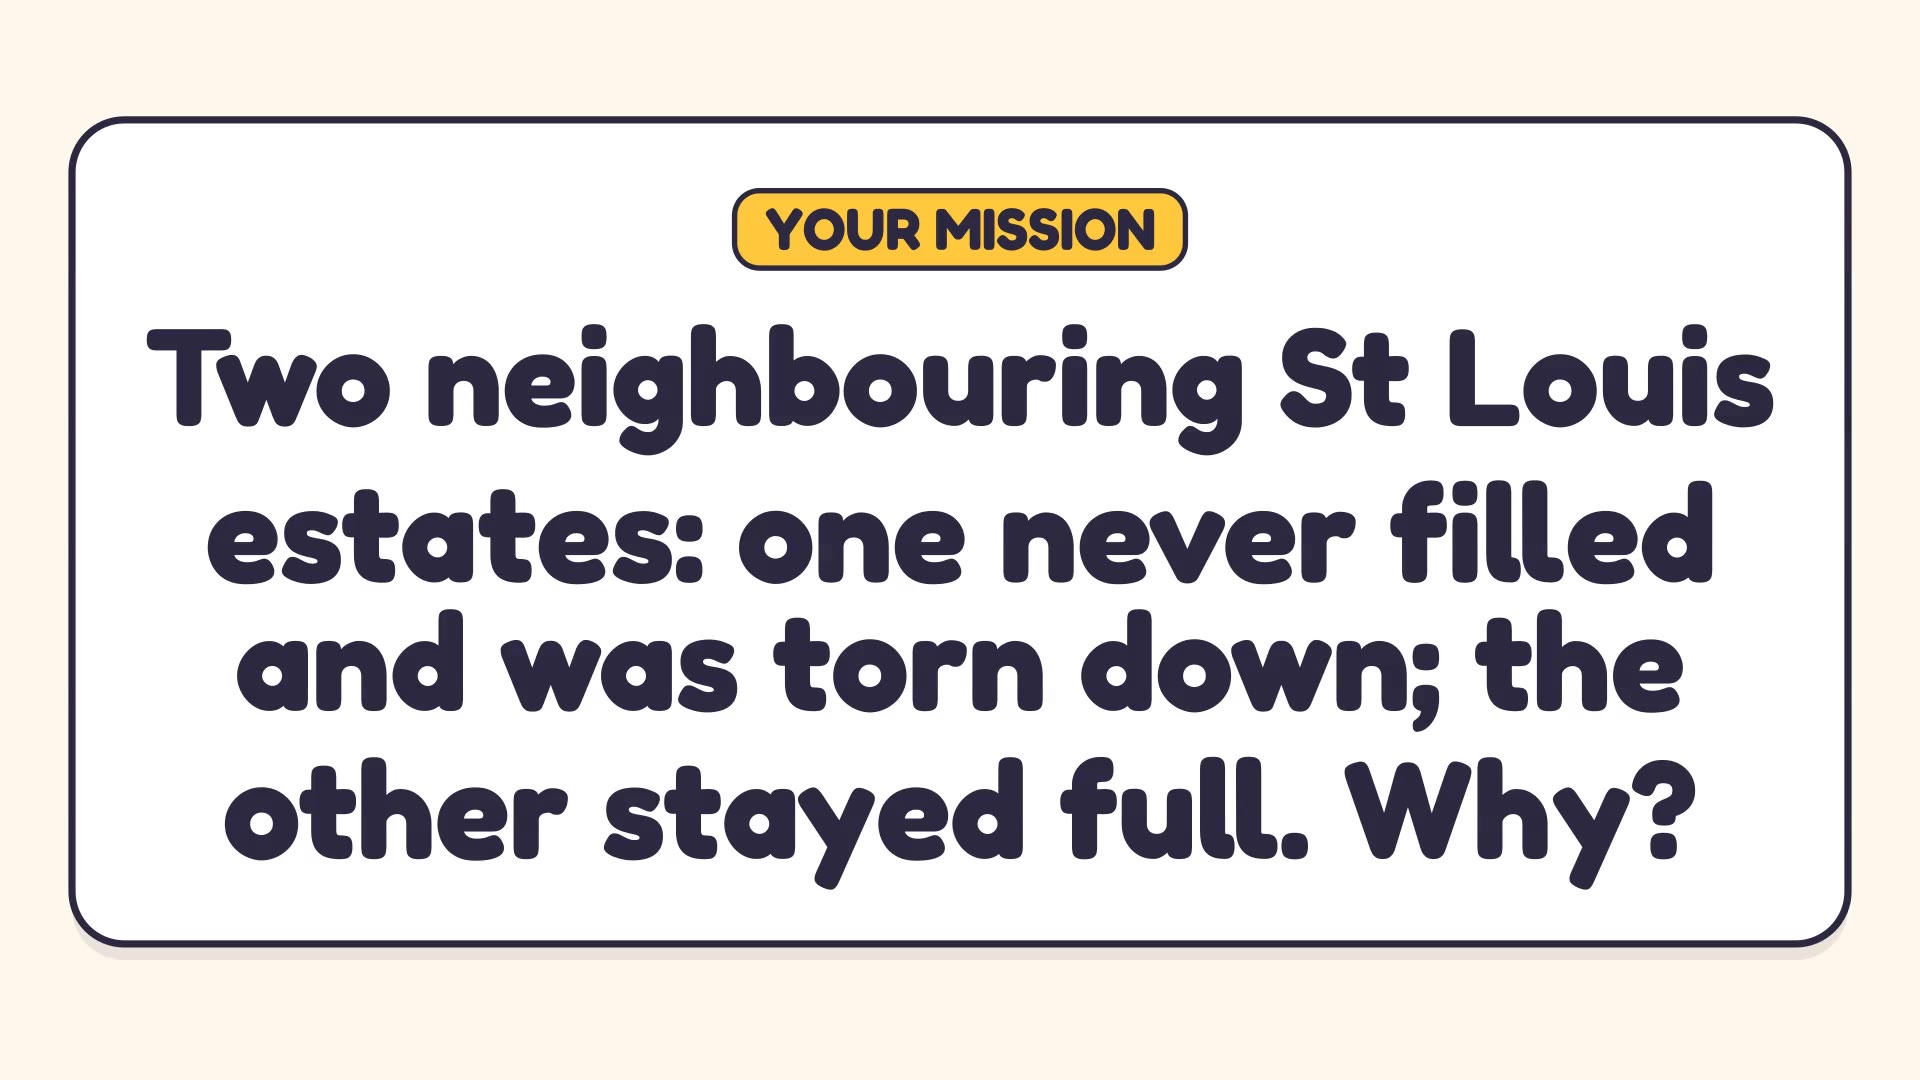 YOUR MISSION
Two neighbouring St Louis
estates: one never filled
and was torn down; the
other stayed full. Why?